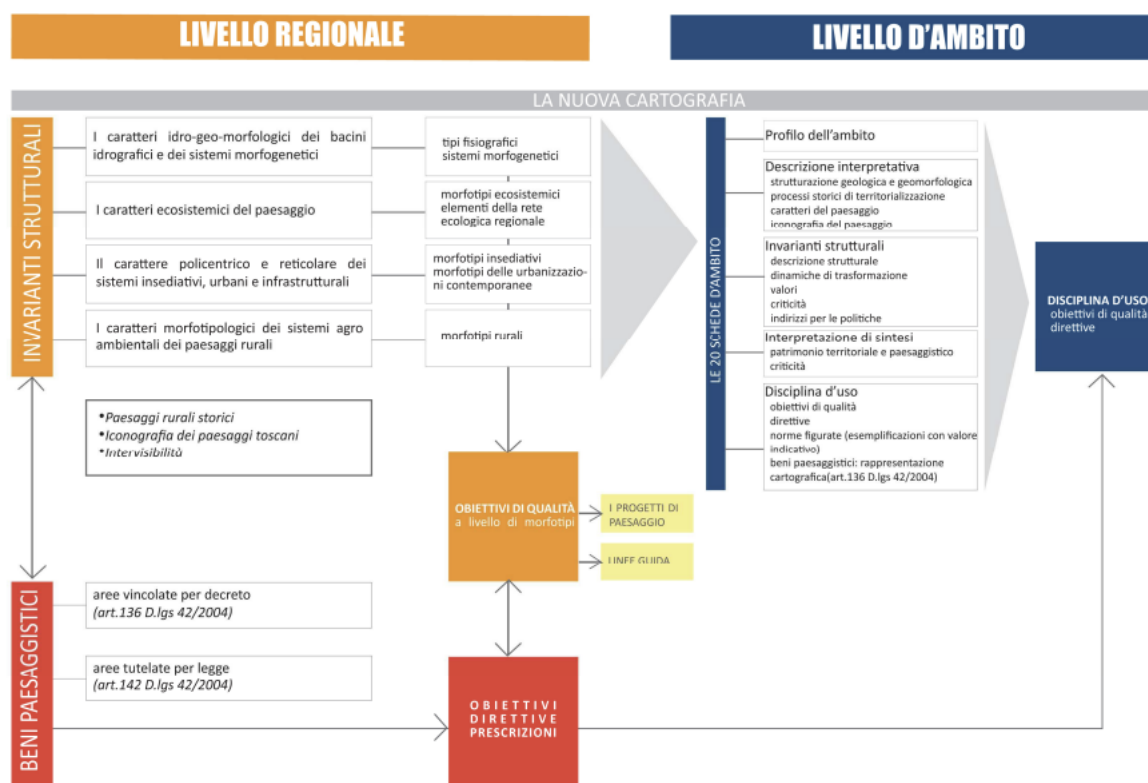 LIVELLO REGIONALE
LIVELLO D'AMBITO
LA NUOVA CARTOGRAFIA
INVARIANTI STRUTTURALI
I caratteri idro-geo-morfologici dei bacini
idrografici e dei sistemi morfogenetici
tipi fisiografici
sistemi morfogenetici
I caratteri ecosistemici del paesaggio
morfotipi ecosistemici
elementi della rete
ecologica regionale
Il carattere policentrico e reticolare dei
sistemi insediativi, urbani e infrastrutturali
morfotipi insediativi
morfotipi delle urbanizzazio-
ni contemporanee
I caratteri morfotipologici dei sistemi agro
ambientali dei paesaggi rurali
morfotipi rurali
•Paesaggi rurali storici
•Iconografia dei paesaggi toscani
•Intervisibilità
OBIETTIVI DI QUALITÀ
a livello di morfotipi
I PROGETTI DI
PAESAGGIO
LINEE GUIDA
LE 20 SCHEDE D'AMBITO
Profilo dell'ambito
Descrizione interpretativa
strutturazione geologica e geomorfologica
processi storici di territorializzazione
caratteri del paesaggio
iconografia del paesaggio
Invarianti strutturali
descrizione strutturale
dinamiche di trasformazione
valori
criticità
indirizzi per le politiche
Interpretazione di sintesi
patrimonio territoriale e paesaggistico
criticità
Disciplina d'uso
obiettivi di qualità
direttive
norme figurate (esemplificazioni con valore
indicativo)
beni paesaggistici: rappresentazione
cartografica(art.136 D.lgs 42/2004)
DISCIPLINA D'USO
obiettivi di qualità
direttive
BENI PAESAGGISTICI
aree vincolate per decreto
(art.136 D.lgs 42/2004)
aree tutelate per legge
(art.142 D.lgs 42/2004)
OBIETTIVI
DIRETTIVE
PRESCRIZIONI